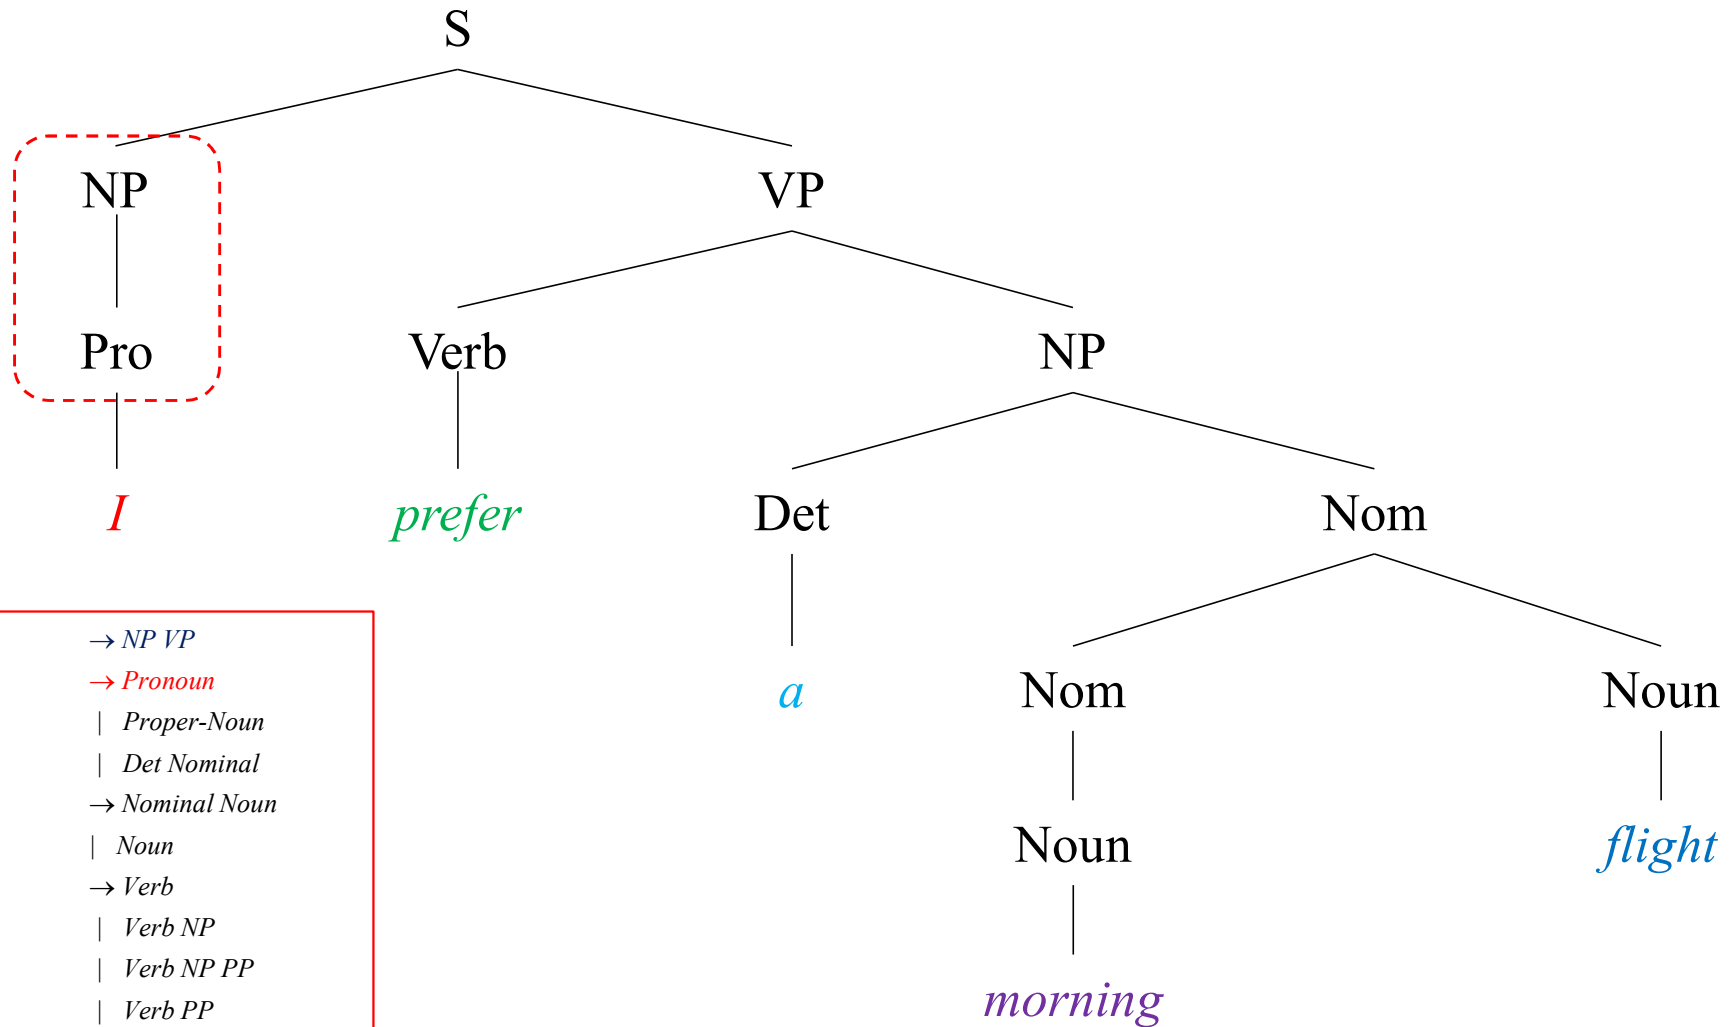 S
NP VP
Pro Verb NP
I prefer Det Nom
a Nom Noun
Noun flight
morning
→ NP VP
→ Pronoun
| Proper-Noun
| Det Nominal
→ Nominal Noun
| Noun
→ Verb
| Verb NP
| Verb NP PP
| Verb PP